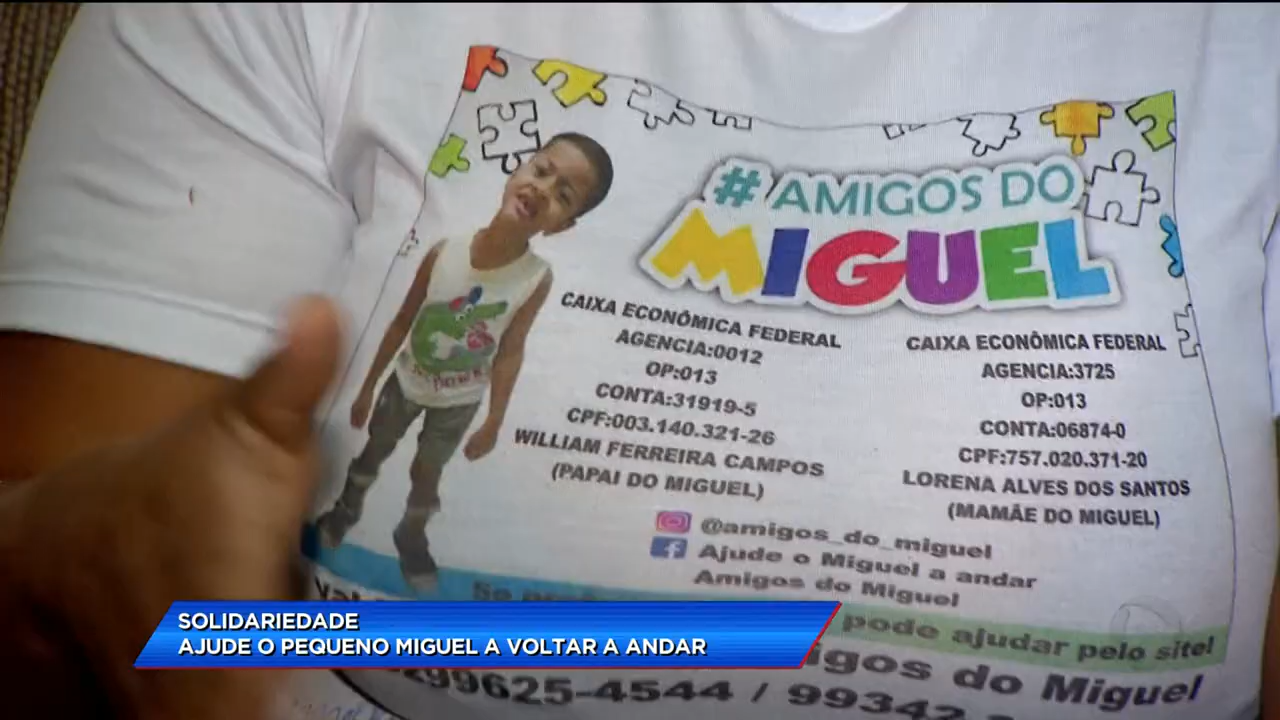 # AMIGOS DO
MIGUEL
CAIXA ECONÔMICA FEDERAL
AGENCIA:0012
OP:013
CONTA:31919-5
CPF:003.140.321-26
WILLIAM FERREIRA CAMPOS
(PAPAI DO MIGUEL)
CAIXA ECONÔMICA FEDERAL
AGENCIA:3725
OP:013
CONTA:06874-0
CPF:757.020.371-20
LORENA ALVES DOS SANTOS
(MAMÃE DO MIGUEL)
@amigos_do_miguel
Ajude o Miguel a andar
Amigos do Miguel
pode ajudar pelo site!
do Miguel
99625-4544 / 99342
SOLIDARIEDADE
AJUDE O PEQUENO MIGUEL A VOLTAR A ANDAR